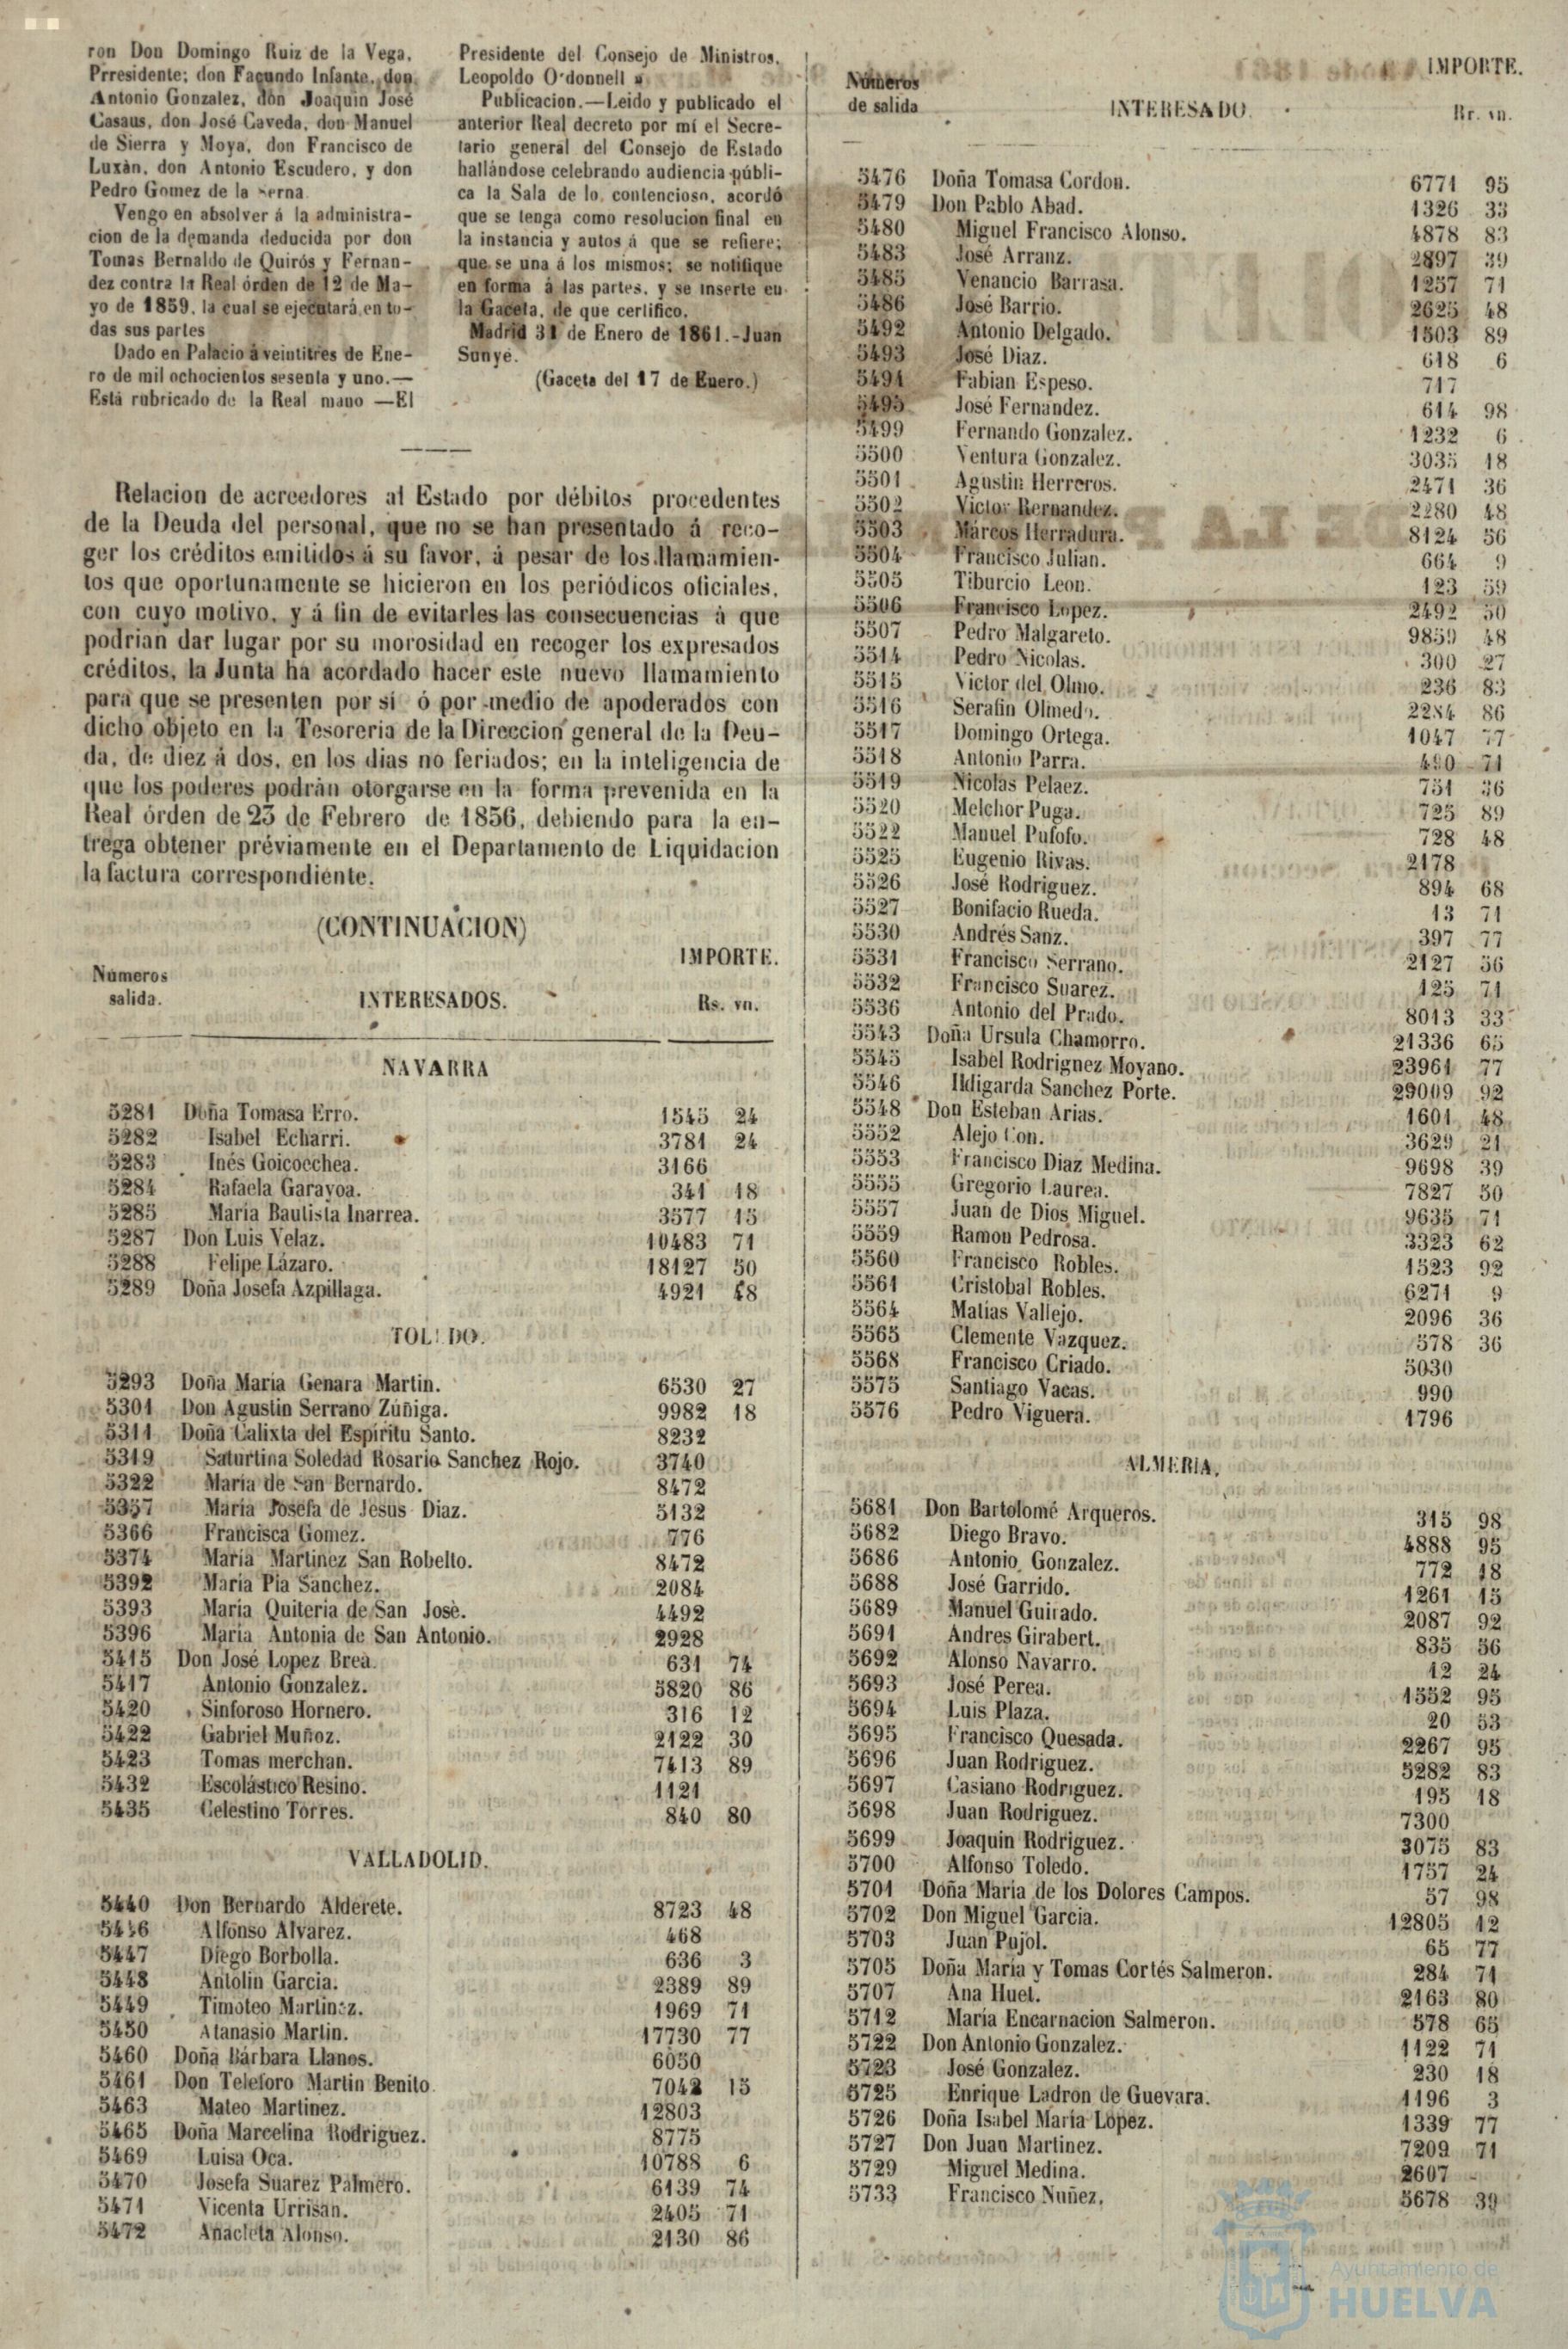 ron Don Domingo Ruiz de la Vega,
Prresidente; don Facundo Infante, don
Antonio Gonzalez, don Joaquin José
Casaus, don José Caveda, don Manuel
de Sierra y Moya, don Francisco de
Luxàn, don Antonio Escudero, y don
Pedro Gomez de la Serna.
Vengo en absolver á la administra-
cion de la demanda deducida por don
Tomas Bernaldo de Quirós y Fernan-
dez contra la Real órden de 12 de Ma-
yo de 1859, la cual se ejecutará en to-
das sus partes
Dado en Palacio á veintitres de Ene-
ro de mil ochocientos sesenta y uno.—
Está rubricado de la Real mano —El
Presidente del Consejo de Ministros,
Leopoldo O'donnell »
Publicacion.—Leido y publicado el
anterior Real decreto por mí el Secre-
tario general del Consejo de Estado
hallándose celebrando audiencia públi-
ca la Sala de lo contencioso, acordó
que se tenga como resolucion final en
la instancia y autos á que se refiere;
que se una á los mismos; se notifique
en forma á las partes, y se inserte en
la Gaceta, de que certifico.
Madrid 31 de Enero de 1861.-Juan
Sunyé.
(Gaceta del 17 de Enero.)
Relacion de acreedores al Estado por débitos procedentes
de la Deuda del personal, que no se han presentado á reco-
ger los créditos emitidos á su favor, á pesar de los llamamien-
tos que oportunamente se hicieron en los periódicos oficiales,
con cuyo motivo, y á fin de evitarles las consecuencias á que
podrian dar lugar por su morosidad en recoger los expresados
créditos, la Junta ha acordado hacer este nuevo llamamiento
para que se presenten por sí ó por medio de apoderados con
dicho objeto en la Tesoreria de la Direccion general de la Deu-
da, de diez á dos, en los dias no feriados; en la inteligencia de
que los poderes podrán otorgarse en la forma prevenida en la
Real órden de 23 de Febrero de 1856, debiendo para la en-
trega obtener préviamente en el Departamento de Liquidacion
la factura correspondiente.
(CONTINUACION)
IMPORTE.
Números
salida. INTERESADOS. Rs. vn.
NAVARRA
5281 Doña Tomasa Erro. 1545 24
5282 Isabel Echarri. 3781 24
5283 Inés Goicoechea. 3166
5284 Rafaela Garayoa. 341 18
5285 María Bautista Inarrea. 3577 15
5287 Don Luis Velaz. 10483 71
5288 Felipe Lázaro. 18127 50
5289 Doña Josefa Azpillaga. 4921 48
TOLEDO.
5293 Doña María Genara Martin. 6530 27
5301 Don Agustin Serrano Zúñiga. 9982 18
5311 Doña Calixta del Espíritu Santo. 8232
5319 Saturtina Soledad Rosario Sanchez Rojo. 3740
5322 María de San Bernardo. 8472
5357 María Josefa de Jesus Diaz. 5132
5366 Francisca Gomez. 776
5374 María Martinez San Robelto. 8472
5392 María Pia Sanchez. 2084
5393 María Quiteria de San Josè. 4492
5396 María Antonia de San Antonio. 2928
5415 Don José Lopez Brea. 631 74
5417 Antonio Gonzalez. 5820 86
5420 Sinforoso Hornero. 316 12
5422 Gabriel Muñoz. 2122 30
5423 Tomas merchan. 7413 89
5432 Escolástico Resino. 1121
5435 Celestino Torres. 840 80
VALLADOLID.
5440 Don Bernardo Alderete. 8723 48
5446 Alfonso Alvarez. 468
5447 Diego Borbolla. 636 3
5448 Antolin Garcia. 2389 89
5449 Timoteo Martinez. 1969 71
5450 Atanasio Martin. 17730 77
5460 Doña Bárbara Llanos. 6050
5461 Don Telefóro Martin Benito. 7042 15
5463 Mateo Martinez. 12803
5465 Doña Marcelina Rodriguez. 8775
5469 Luisa Oca. 10788 6
5470 Josefa Suarez Palmero. 6139 74
5471 Vicenta Urrisan. 2405 71
5472 Anacleta Alonso. 2130 86
Números IMPORTE.
de salida INTERESADO. Rr. vn.
5476 Doña Tomasa Cordon. 6771 95
5479 Don Pablo Abad. 1326 33
5480 Miguel Francisco Alonso. 4878 83
5483 José Arranz. 2897 39
5485 Venancio Barrasa. 1257 71
5486 José Barrio. 2625 48
5492 Antonio Delgado. 1503 89
5493 José Diaz. 618 6
5494 Fabian Espeso. 717
5495 José Fernandez. 614 98
5499 Fernando Gonzalez. 1232 6
5500 Ventura Gonzalez. 3035 18
5501 Agustin Herreros. 2471 36
5502 Victor Hernandez. 2280 48
5503 Márcos Herradura. 8124 56
5504 Francisco Julian. 664 9
5505 Tiburcio Leon. 123 59
5506 Francisco Lopez. 2492 50
5507 Pedro Malgareto. 9859 48
5514 Pedro Nicolas. 300 27
5515 Victor del Olmo. 236 83
5516 Serafin Olmedo. 2284 86
5517 Domingo Ortega. 1047 77
5518 Antonio Parra. 490 71
5519 Nicolas Pelaez. 751 36
5520 Melchor Puga. 725 89
5522 Manuel Pufofo. 728 48
5525 Eugenio Rivas. 2178
5526 José Rodriguez. 894 68
5527 Bonifacio Rueda. 13 71
5530 Andrés Sanz. 397 77
5531 Francisco Serrano. 2127 56
5532 Francisco Suarez. 125 71
5536 Antonio del Prado. 8013 33
5543 Doña Ursula Chamorro. 21336 65
5545 Isabel Rodrignez Moyano. 23961 77
5546 Ildigarda Sanchez Porte. 29009 92
5548 Don Esteban Arias. 1601 48
5552 Alejo Con. 3629 21
5553 Francisco Diaz Medina. 9698 39
5555 Gregorio Laurea. 7827 50
5557 Juan de Dios Miguel. 9635 71
5559 Ramon Pedrosa. 3323 62
5560 Francisco Robles. 1523 92
5561 Cristobal Robles. 6271 9
5564 Matias Vallejo. 2096 36
5565 Clemente Vazquez. 578 36
5568 Francisco Criado. 5030
5575 Santiago Vacas. 990
5576 Pedro Viguera. 1796
ALMERIA.
5681 Don Bartolomé Arqueros. 315 98
5682 Diego Bravo. 4888 95
5686 Antonio Gonzalez. 772 18
5688 José Garrido. 1261 15
5689 Manuel Guirado. 2087 92
5691 Andres Girabert. 835 56
5692 Alonso Navarro. 12 24
5693 José Perea. 1552 95
5694 Luis Plaza. 20 53
5695 Francisco Quesada. 2267 95
5696 Juan Rodriguez. 5282 83
5697 Casiano Rodriguez. 195 18
5698 Juan Rodriguez. 7300
5699 Joaquin Rodriguez. 3075 83
5700 Alfonso Toledo. 1757 24
5701 Doña María de los Dolores Campos. 57 98
5702 Don Miguel Garcia. 12805 12
5703 Juan Pujol. 65 77
5705 Doña María y Tomas Cortés Salmeron. 284 71
5707 Ana Huet. 2163 80
5712 María Encarnacion Salmeron. 578 65
5722 Don Antonio Gonzalez. 1122 71
5723 José Gonzalez. 230 18
5725 Enrique Ladron de Guevara. 1196 3
5726 Doña Isabel María Lopez. 1339 77
5727 Don Juan Martinez. 7209 71
5729 Miguel Medina. 2607
5733 Francisco Nuñez. 5678 39
Ayuntamiento de
HUELVA